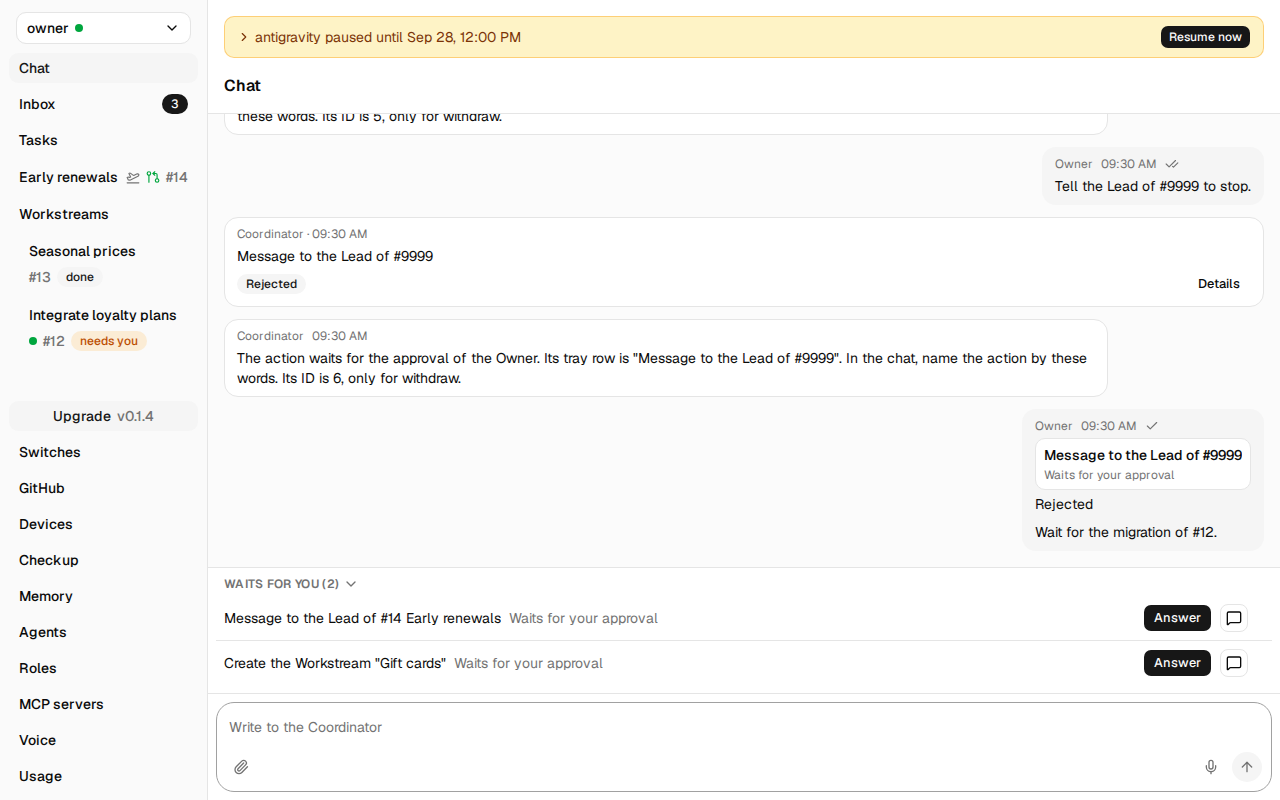 owner
Chat
Inbox 3
Tasks
Early renewals #14
Workstreams
Seasonal prices
#13 done
Integrate loyalty plans
#12 needs you
Upgrade v0.1.4
Switches
GitHub
Devices
Checkup
Memory
Agents
Roles
MCP servers
Voice
Usage
antigravity paused until Sep 28, 12:00 PM
Resume now
Chat
these words. Its ID is 5, only for withdraw.
Owner 09:30 AM
Tell the Lead of #9999 to stop.
Coordinator · 09:30 AM
Message to the Lead of #9999
Rejected
Details
Coordinator 09:30 AM
The action waits for the approval of the Owner. Its tray row is "Message to the Lead of #9999". In the chat, name the action by these
words. Its ID is 6, only for withdraw.
Owner 09:30 AM
Message to the Lead of #9999
Waits for your approval
Rejected
Wait for the migration of #12.
WAITS FOR YOU (2)
Message to the Lead of #14 Early renewals Waits for your approval
Answer
Create the Workstream "Gift cards" Waits for your approval
Answer
Write to the Coordinator